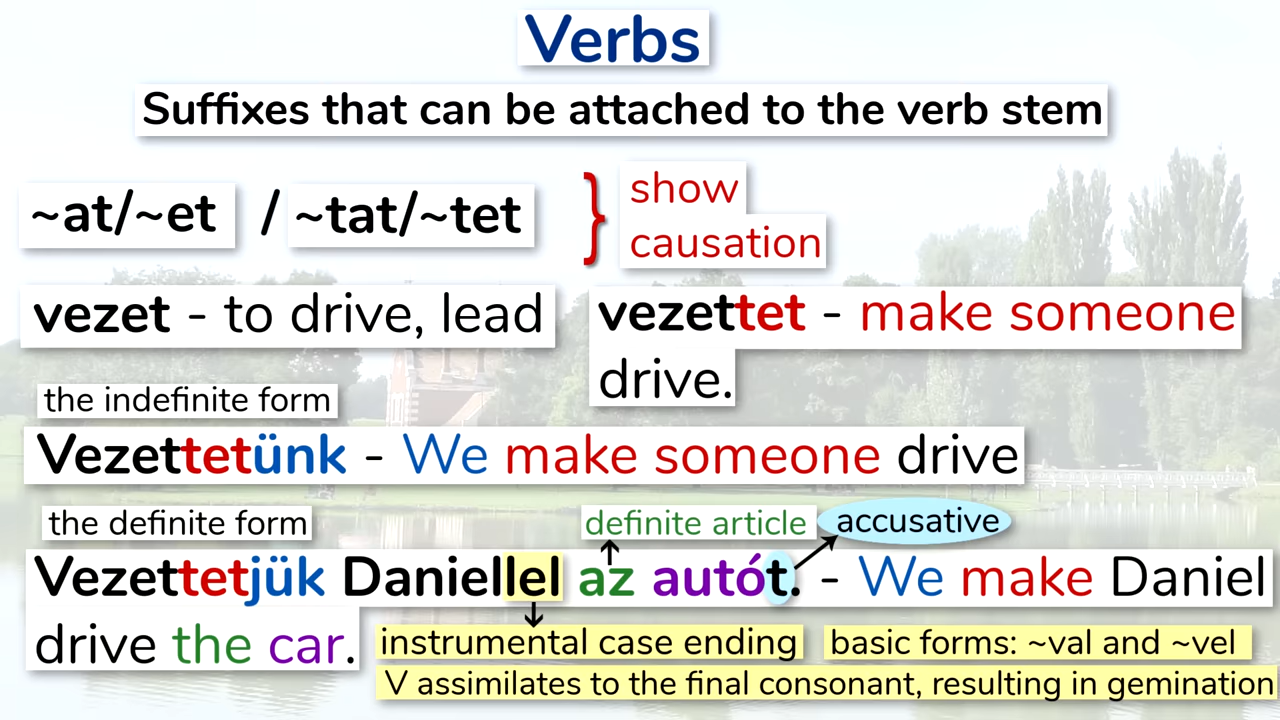 Verbs
Suffixes that can be attached to the verb stem
~at/~et / ~tat/~tet } show
causation
vezet - to drive, lead
vezettet - make someone
drive.
the indefinite form
Vezettetünk - We make someone drive
the definite form
definite article
accusative
Vezettetjük Daniellel az autót. - We make Daniel
drive the car.
instrumental case ending
basic forms: ~val and ~vel
V assimilates to the final consonant, resulting in gemination